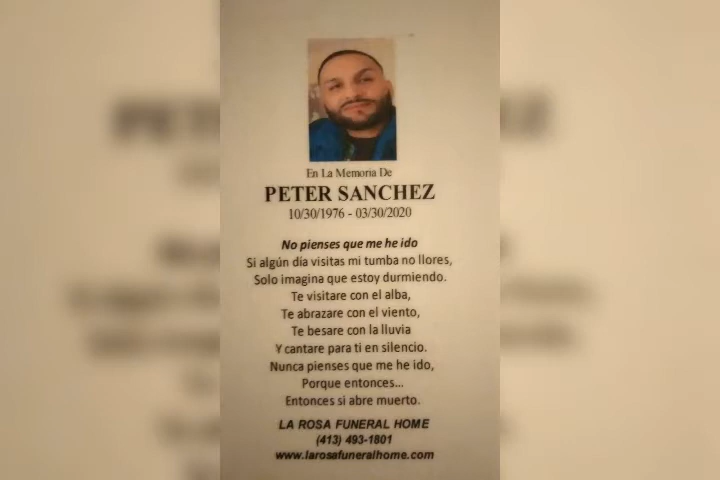 En La Memoria De
PETER SANCHEZ
10/30/1976 - 03/30/2020
No pienses que me he ido
Si algún día visitas mi tumba no llores,
Solo imagina que estoy durmiendo.
Te visitare con el alba,
Te abrazare con el viento,
Te besare con la lluvia
Y cantare para ti en silencio.
Nunca pienses que me he ido,
Porque entonces...
Entonces si abre muerto.
LA ROSA FUNERAL HOME
(413) 493-1801
www.larosafuneralhome.com